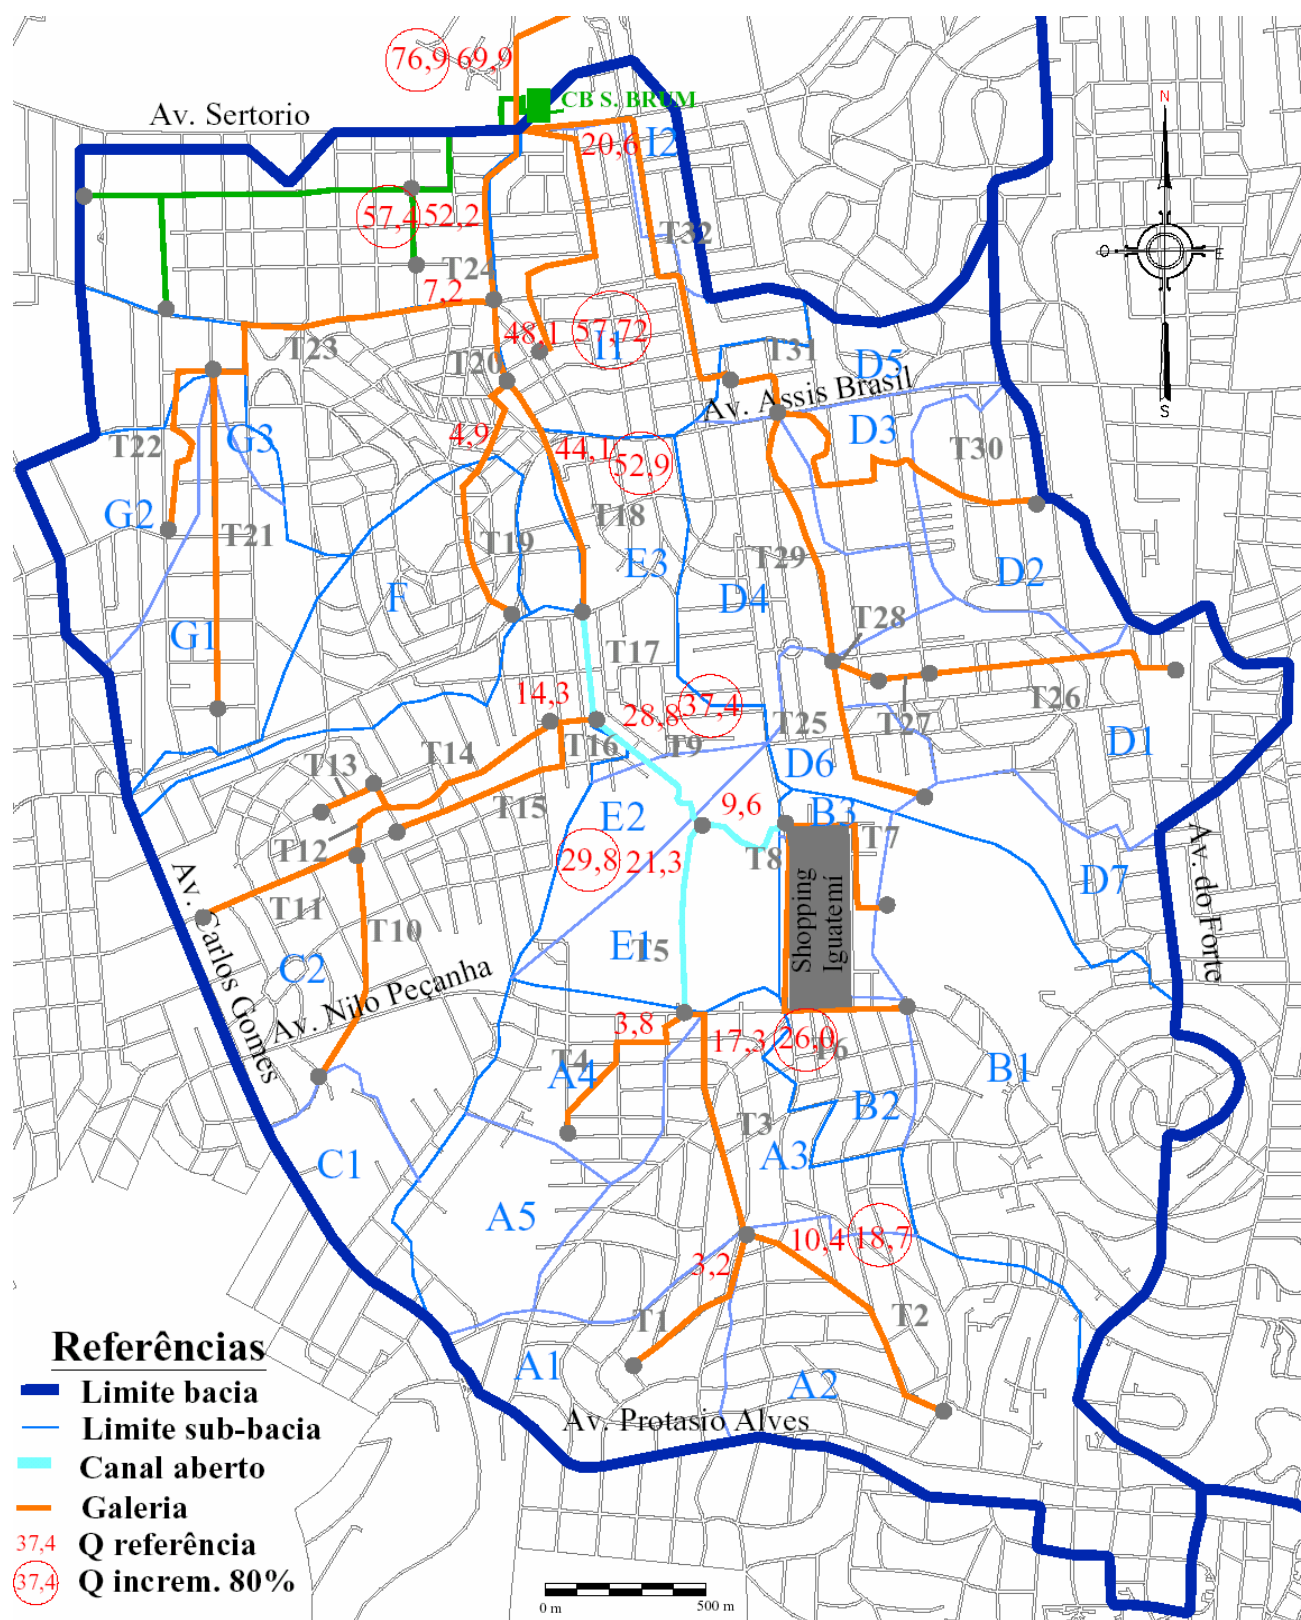 76,9 69,9
CB S. BRUM
Av. Sertorio
N
20,6
I2
57,4 52,2
T32
O
E
T24
7,2
48,1
57,72
I1
T23
T31
D5
T20
Av. Assis Brasil
S
4,9
44,1
52,9
D3
T30
T22
G3
G2
T21
T18
T19
E3
T29
D2
F
D4
G1
T28
T17
14,3
28,8
37,4
T25
T27
T26
D1
T16
T9
T14
T13
D6
T15
E2
9,6
B3
T12
29,8
21,3
T8
T7
Av. Carlos Gomes
T11
T10
Shopping
Iguatemí
D7
Av. do Forte
E1
T5
C2
Av. Nilo Peçanha
3,8
17,3
26,0
T6
T4
A4
B1
B2
T3
A3
C1
A5
10,4
18,7
3,2
T1
T2
A1
A2
Av. Protasio Alves
Referências
Limite bacia
Limite sub-bacia
Canal aberto
Galeria
37,4 Q referência
37,4 Q increm. 80%
0 m
500 m